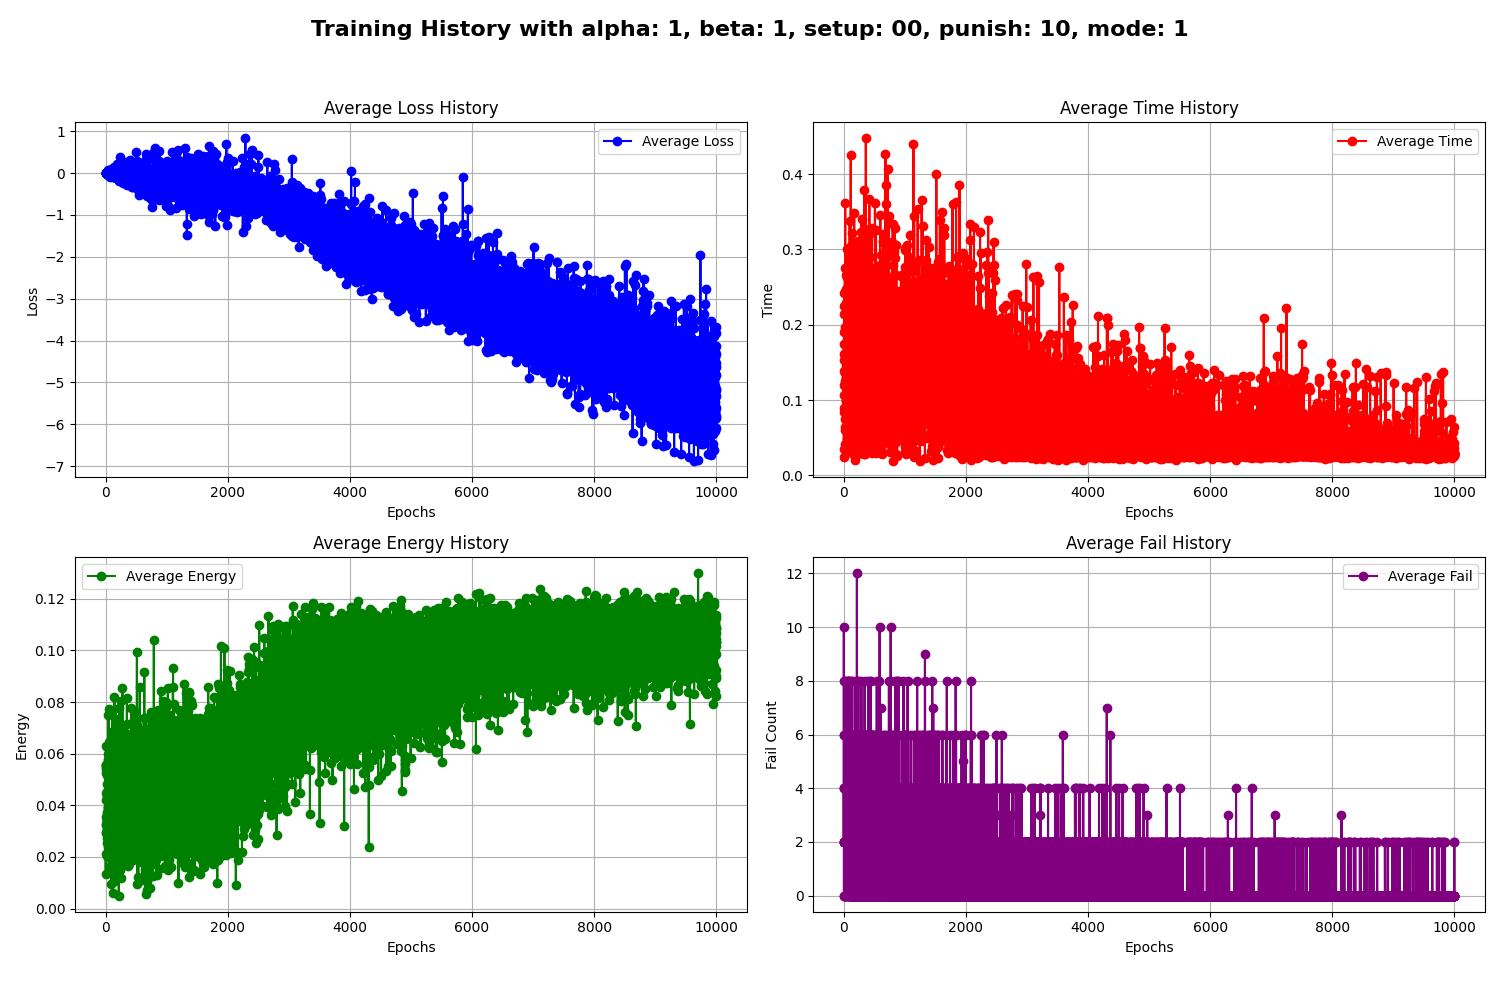 Training History with alpha: 1, beta: 1, setup: 00, punish: 10, mode: 1
Average Loss History
Average Loss
1
0
−1
−2
−3
−4
−5
−6
−7
Loss
0 2000 4000 6000 8000 10000
Epochs
Average Time History
Average Time
0.4
0.3
0.2
0.1
0.0
Time
0 2000 4000 6000 8000 10000
Epochs
Average Energy History
Average Energy
0.12
0.10
0.08
0.06
0.04
0.02
0.00
Energy
0 2000 4000 6000 8000 10000
Epochs
Average Fail History
Average Fail
12
10
8
6
4
2
0
Fail Count
0 2000 4000 6000 8000 10000
Epochs